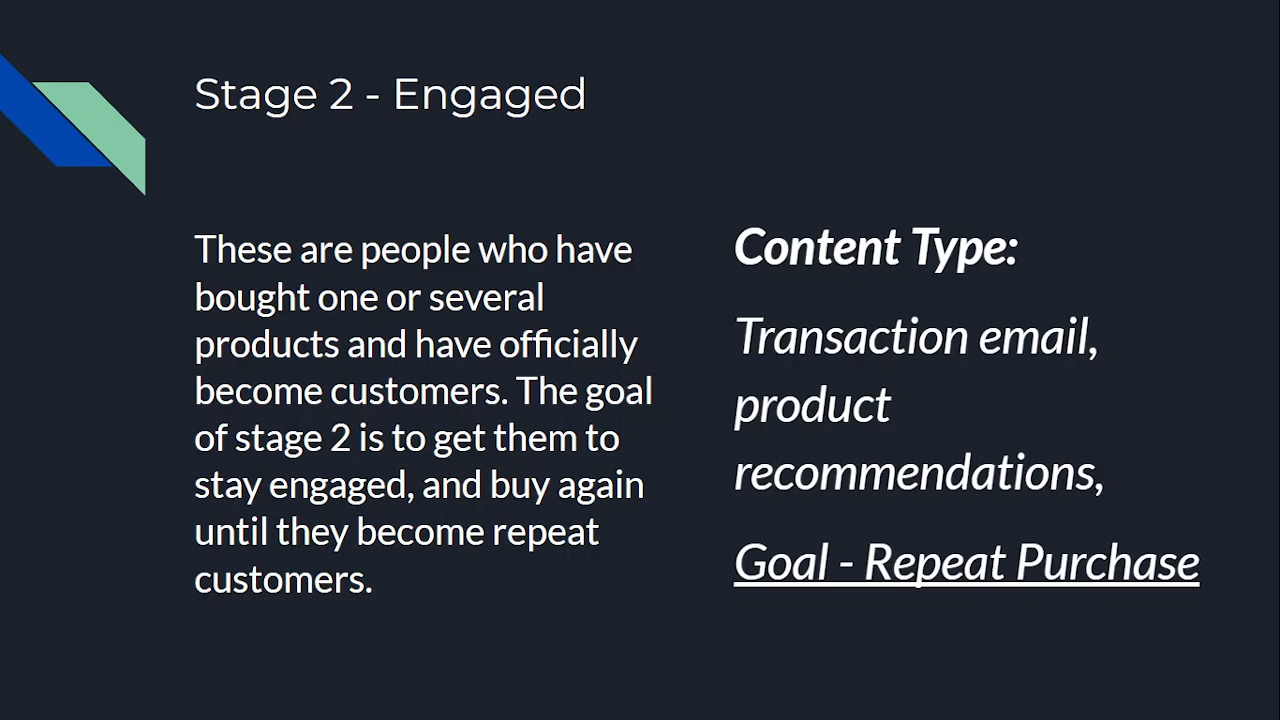 Stage 2 - Engaged
These are people who have
bought one or several
products and have officially
become customers. The goal
of stage 2 is to get them to
stay engaged, and buy again
until they become repeat
customers.
Content Type:
Transaction email,
product
recommendations,
Goal - Repeat Purchase